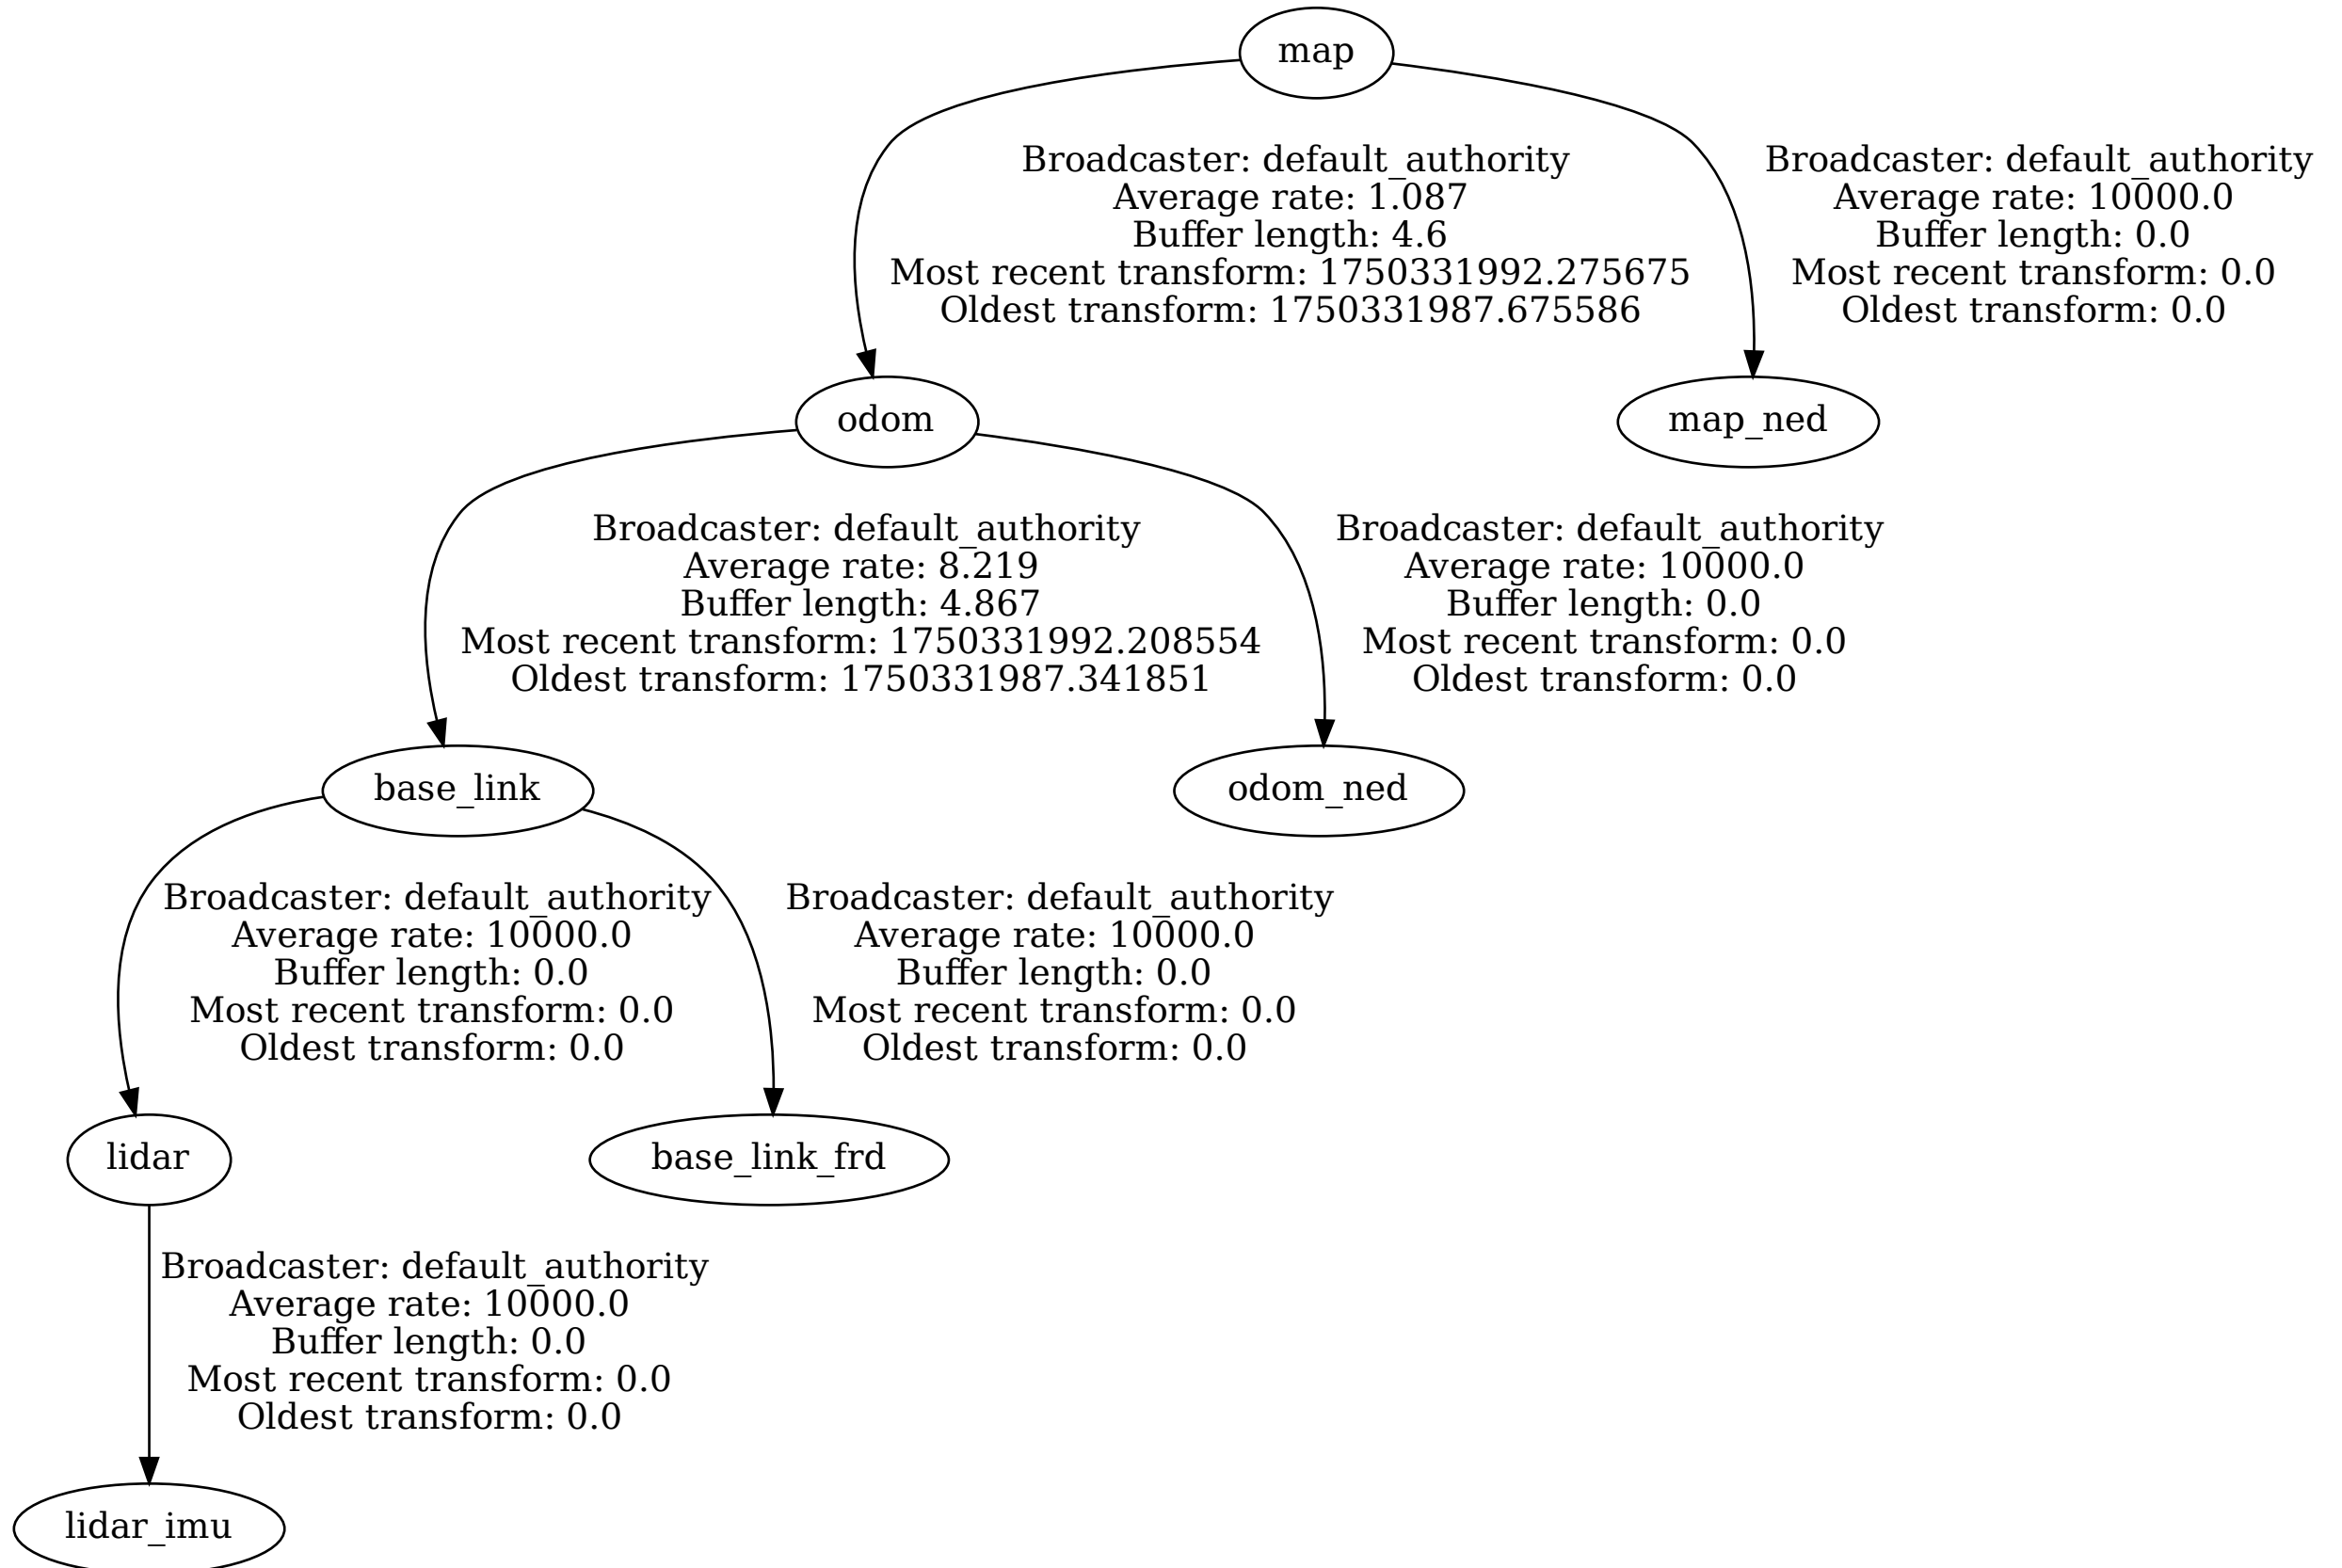 map
Broadcaster: default_authority
Average rate: 1.087
Buffer length: 4.6
Most recent transform: 1750331992.275675
Oldest transform: 1750331987.675586
Broadcaster: default_authority
Average rate: 10000.0
Buffer length: 0.0
Most recent transform: 0.0
Oldest transform: 0.0
odom
map_ned
Broadcaster: default_authority
Average rate: 8.219
Buffer length: 4.867
Most recent transform: 1750331992.208554
Oldest transform: 1750331987.341851
Broadcaster: default_authority
Average rate: 10000.0
Buffer length: 0.0
Most recent transform: 0.0
Oldest transform: 0.0
base_link
odom_ned
Broadcaster: default_authority
Average rate: 10000.0
Buffer length: 0.0
Most recent transform: 0.0
Oldest transform: 0.0
Broadcaster: default_authority
Average rate: 10000.0
Buffer length: 0.0
Most recent transform: 0.0
Oldest transform: 0.0
lidar
base_link_frd
Broadcaster: default_authority
Average rate: 10000.0
Buffer length: 0.0
Most recent transform: 0.0
Oldest transform: 0.0
lidar_imu